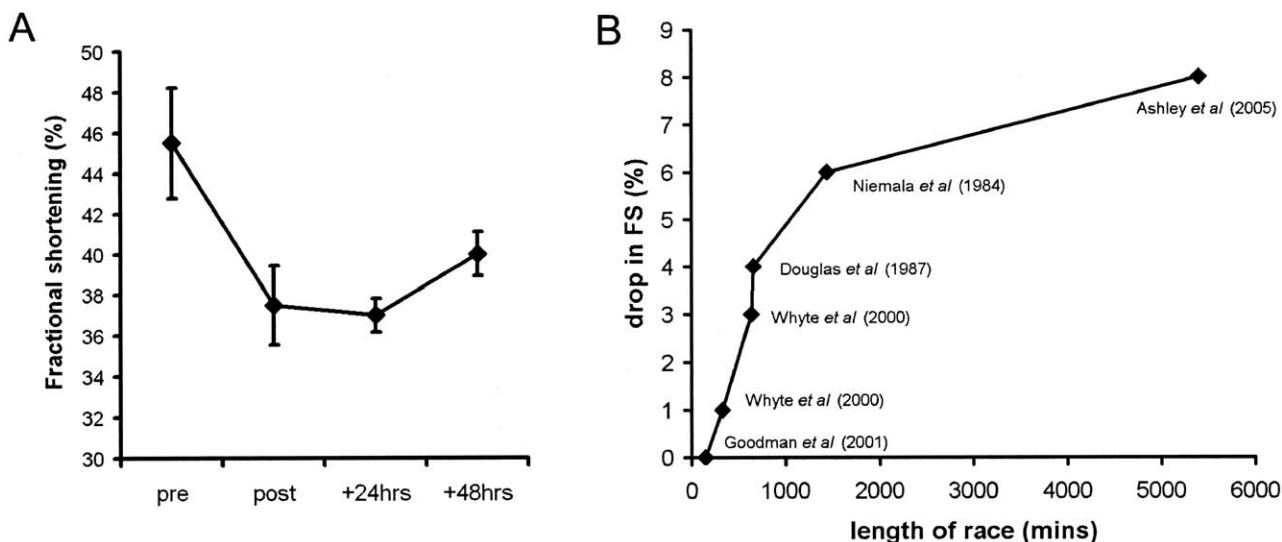 A
50
48
46
44
42
40
38
36
34
32
30
Fractional shortening (%)
pre post +24hrs +48hrs
B
9
8
7
6
5
4
3
2
1
0
drop in FS (%)
Ashley et al (2005)
Niemala et al (1984)
Douglas et al (1987)
Whyte et al (2000)
Whyte et al (2000)
Goodman et al (2001)
0 1000 2000 3000 4000 5000 6000
length of race (mins)